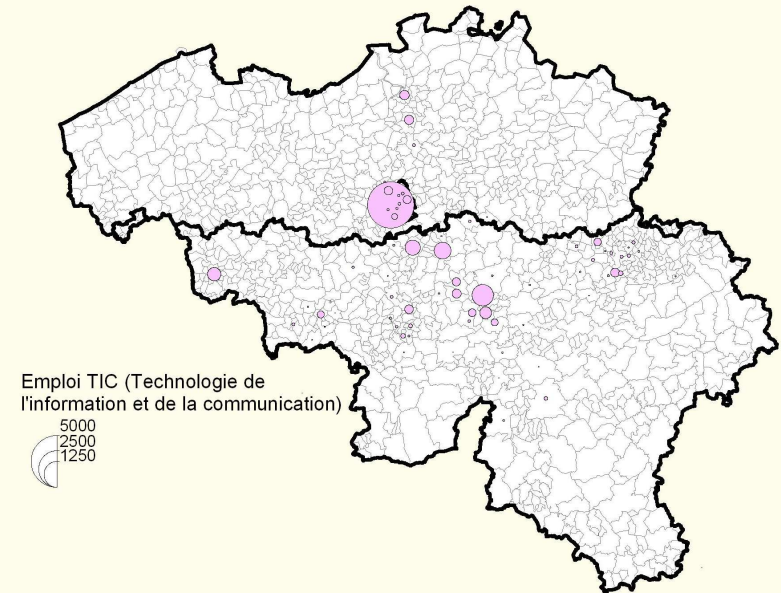 Emploi TIC (Technologie de
l'information et de la communication)
5000
2500
1250